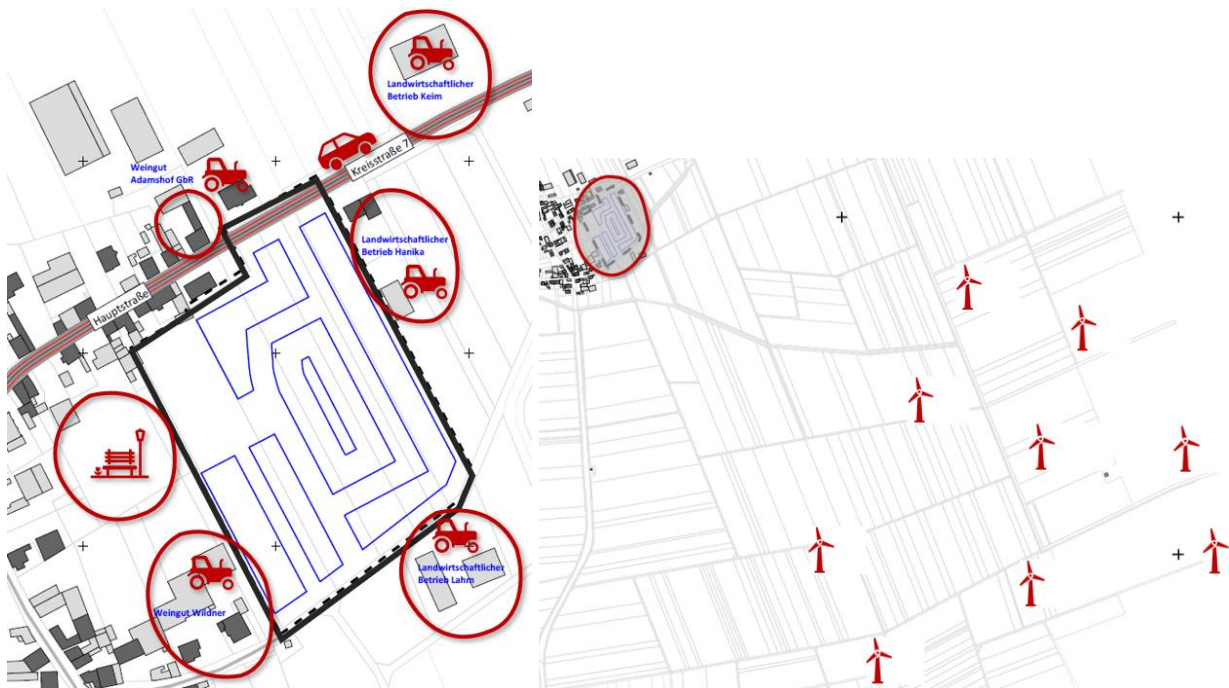 Landwirtschaftlicher
Betrieb Keim
Kreisstraße 7
Weingut
Adamshof GbR
Landwirtschaftlicher
Betrieb Hanika
Hauptstraße
Landwirtschaftlicher
Betrieb Lahm
Weingut Wildner